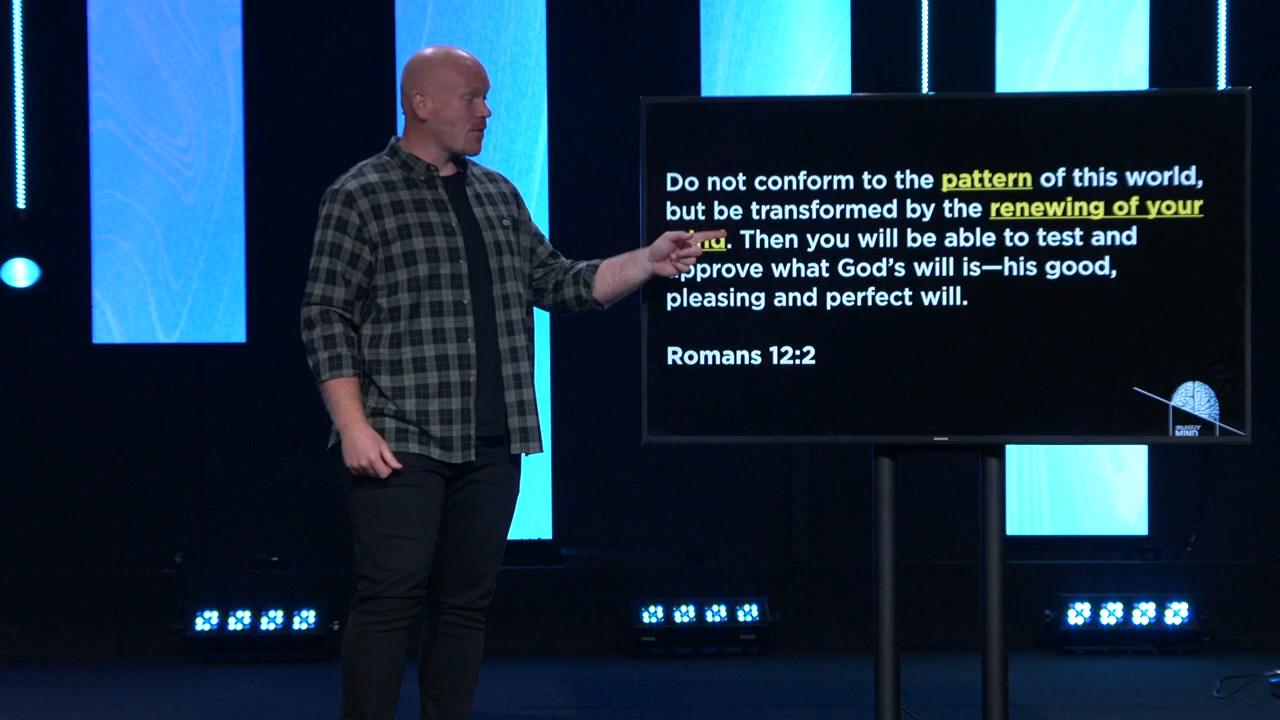 Do not conform to the pattern of this world,
but be transformed by the renewing of your
mind. Then you will be able to test and
approve what God's will is—his good,
pleasing and perfect will.
Romans 12:2
MIND